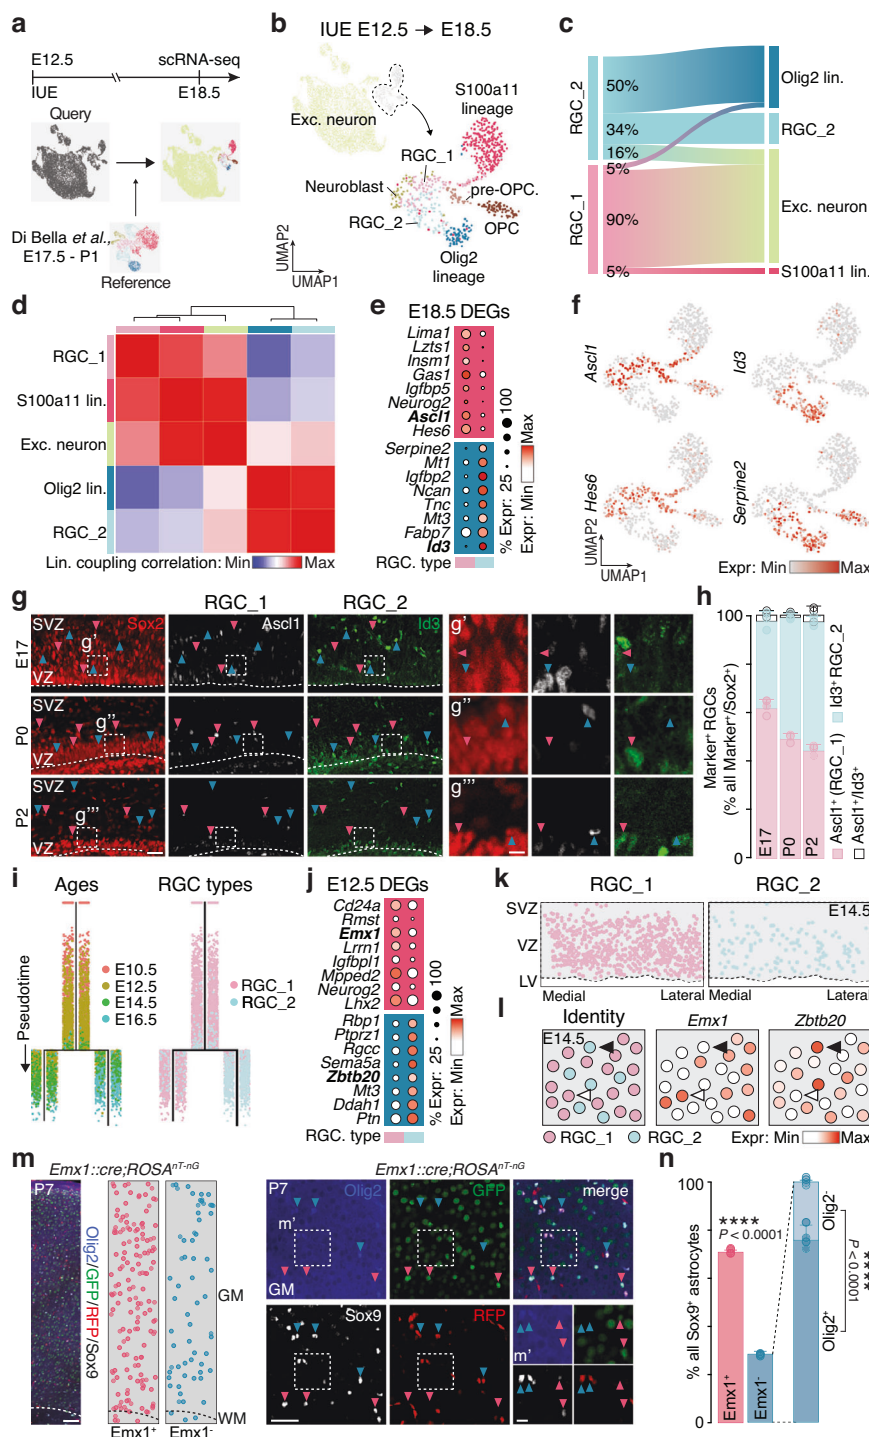 a
E12.5
scRNA-seq
IUE
E18.5
Query
Di Bella et al.,
E17.5 - P1
Reference
b
IUE E12.5 → E18.5
S100a11
lineage
Exc. neuron
RGC_1
Neuroblast
pre-OPC.
RGC_2
OPC
Olig2
lineage
UMAP2
UMAP1
c
RGC_2
RGC_1
50%
34%
16%
5%
90%
5%
Olig2 lin.
RGC_2
Exc. neuron
S100a11 lin.
d
RGC_1
S100a11 lin.
Exc. neuron
Olig2 lin.
RGC_2
Lin. coupling correlation: Min Max
e
E18.5 DEGs
Lima1
Lzts1
Insm1
Gas1
Igfbp5
Neurog2
Ascl1
Hes6
Serpine2
Mt1
Igfbp2
Ncan
Tnc
Mt3
Fabp7
Id3
RGC. type
% Expr: 25 100
Expr: Min Max
f
Ascl1
Id3
Hes6
Serpine2
UMAP2
UMAP1
Expr: Min Max
g
RGC_1
RGC_2
E17
SVZ
Sox2
Ascl1
Id3
g'
VZ
g'
P0
SVZ
g''
VZ
g''
P2
SVZ
g'''
VZ
g'''
h
Marker+ RGCs
(% all Marker+/Sox2+)
100
0
E17
P0
P2
Ascl1+ (RGC_1)
Id3+ RGC_2
Ascl1+/Id3+
i
Ages
RGC types
Pseudotime
E10.5
E12.5
E14.5
E16.5
RGC_1
RGC_2
j
E12.5 DEGs
Cd24a
Rmst
Emx1
Lrrn1
Igfbpl1
Mpped2
Neurog2
Lhx2
Rbp1
Ptprz1
Rgcc
Sema5a
Zbtb20
Mt3
Ddah1
Ptn
RGC. type
% Expr: 25 100
Expr: Min Max
k
RGC_1
RGC_2
SVZ
VZ
LV
E14.5
Medial
Lateral
Medial
Lateral
l
Identity
Emx1
Zbtb20
E14.5
RGC_1
RGC_2
Expr: Min Max
m
Emx1::cre;ROSAnT-nG
P7
Olig2/GFP/RFP/Sox9
GM
WM
Emx1+
Emx1-
Emx1::cre;ROSAnT-nG
P7
Olig2
GFP
merge
m'
GM
Sox9
RFP
m'
n
% all Sox9+ astrocytes
100
0
****
P < 0.0001
Emx1+
Emx1-
Olig2-
Olig2+
P < 0.0001
****